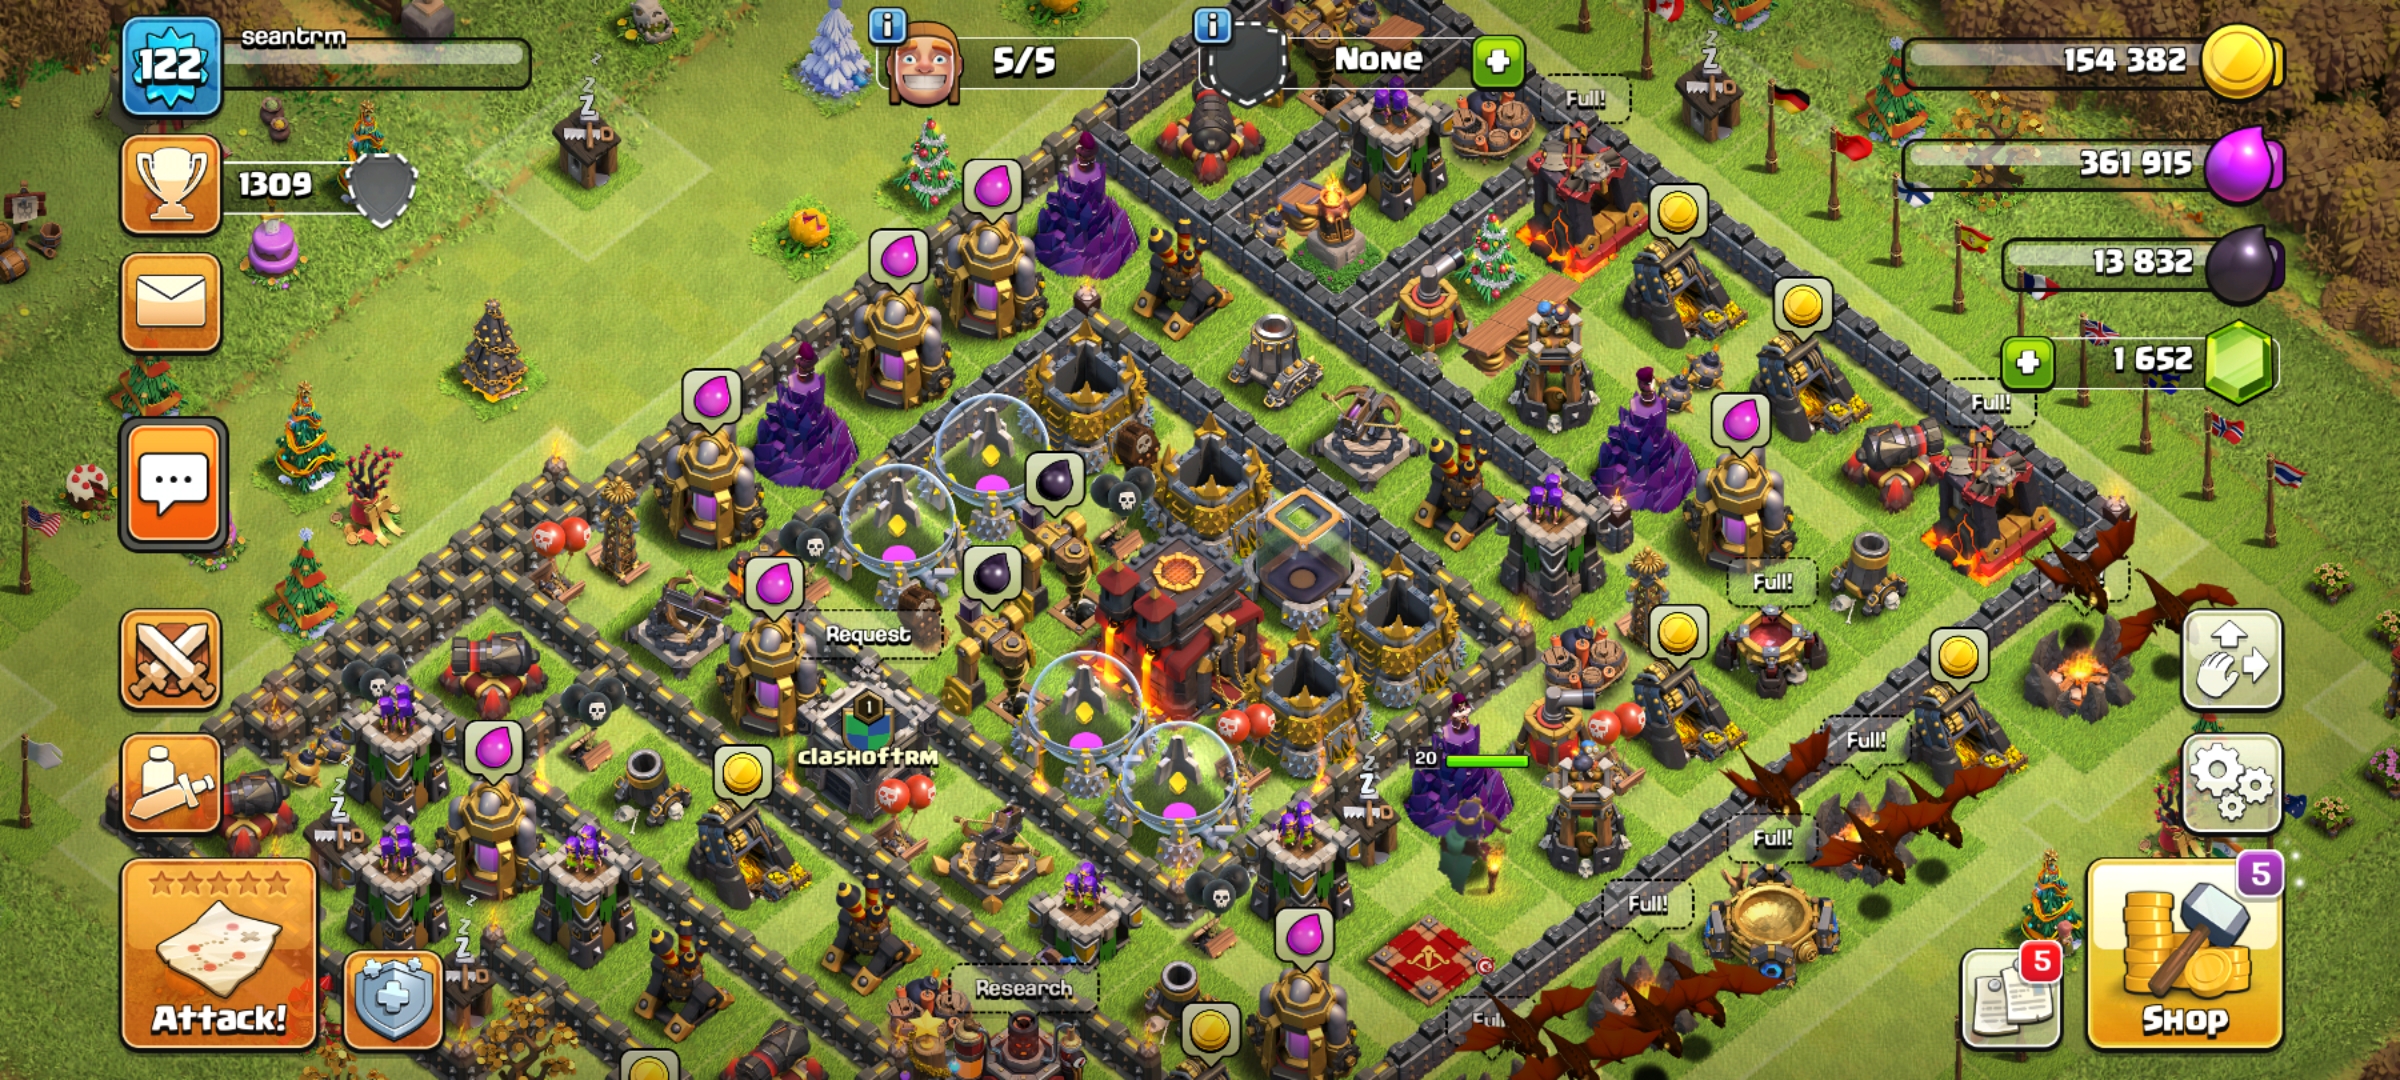 122
seantrm
i
5/5
i
None
154 382
Full!
1309
361 915
13 832
1 652
Full!
Full!
Request
1
clashoftrm
Full!
20
Full!
Full!
5
Attack!
Research
5
Shop